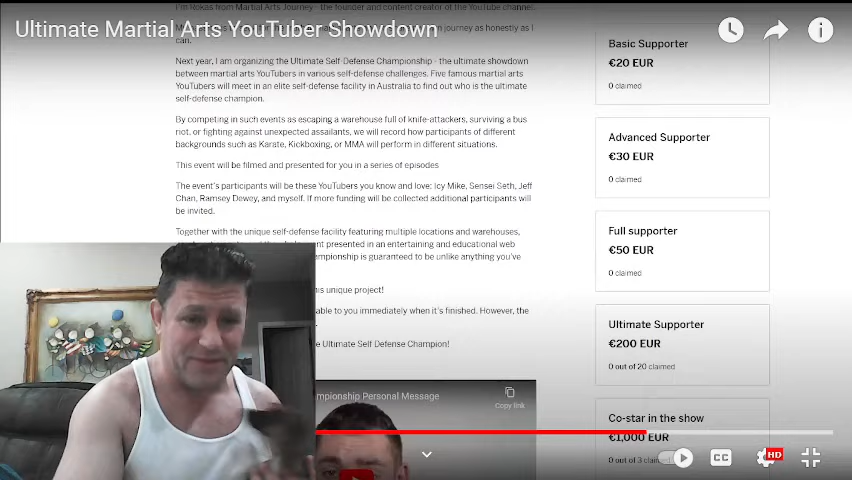 I'm Rokas from Martial Arts Journey - the founder and content creator of the YouTube channel
Ultimate Martial Arts YouTuber Showdown
journey as honestly as I
can.
Next year, I am organizing the Ultimate Self-Defense Championship - the ultimate showdown
between martial arts YouTubers in various self-defense challenges. Five famous martial arts
YouTubers will meet in an elite self-defense facility in Australia to find out who is the ultimate
self-defense champion.
By competing in such events as escaping a warehouse full of knife-attackers, surviving a bus
riot, or fighting against unexpected assailants, we will record how participants of different
backgrounds such as Karate, Kickboxing, or MMA will perform in different situations.
This event will be filmed and presented for you in a series of episodes
The event's participants will be these YouTubers you know and love: Icy Mike, Sensei Seth, Jeff
Chan, Ramsey Dewey, and myself. If more funding will be collected additional participants will
be invited.
Together with the unique self-defense facility featuring multiple locations and warehouses,
presented in an entertaining and educational web
championship is guaranteed to be unlike anything you've
this unique project!
able to you immediately when it's finished. However, the
e Ultimate Self Defense Champion!
mpionship Personal Message
Copy link
Basic Supporter
€20 EUR
0 claimed
Advanced Supporter
€30 EUR
0 claimed
Full supporter
€50 EUR
0 claimed
Ultimate Supporter
€200 EUR
0 out of 20 claimed
Co-star in the show
€1,000 EUR
0 out of 3 claimed
CC
HD